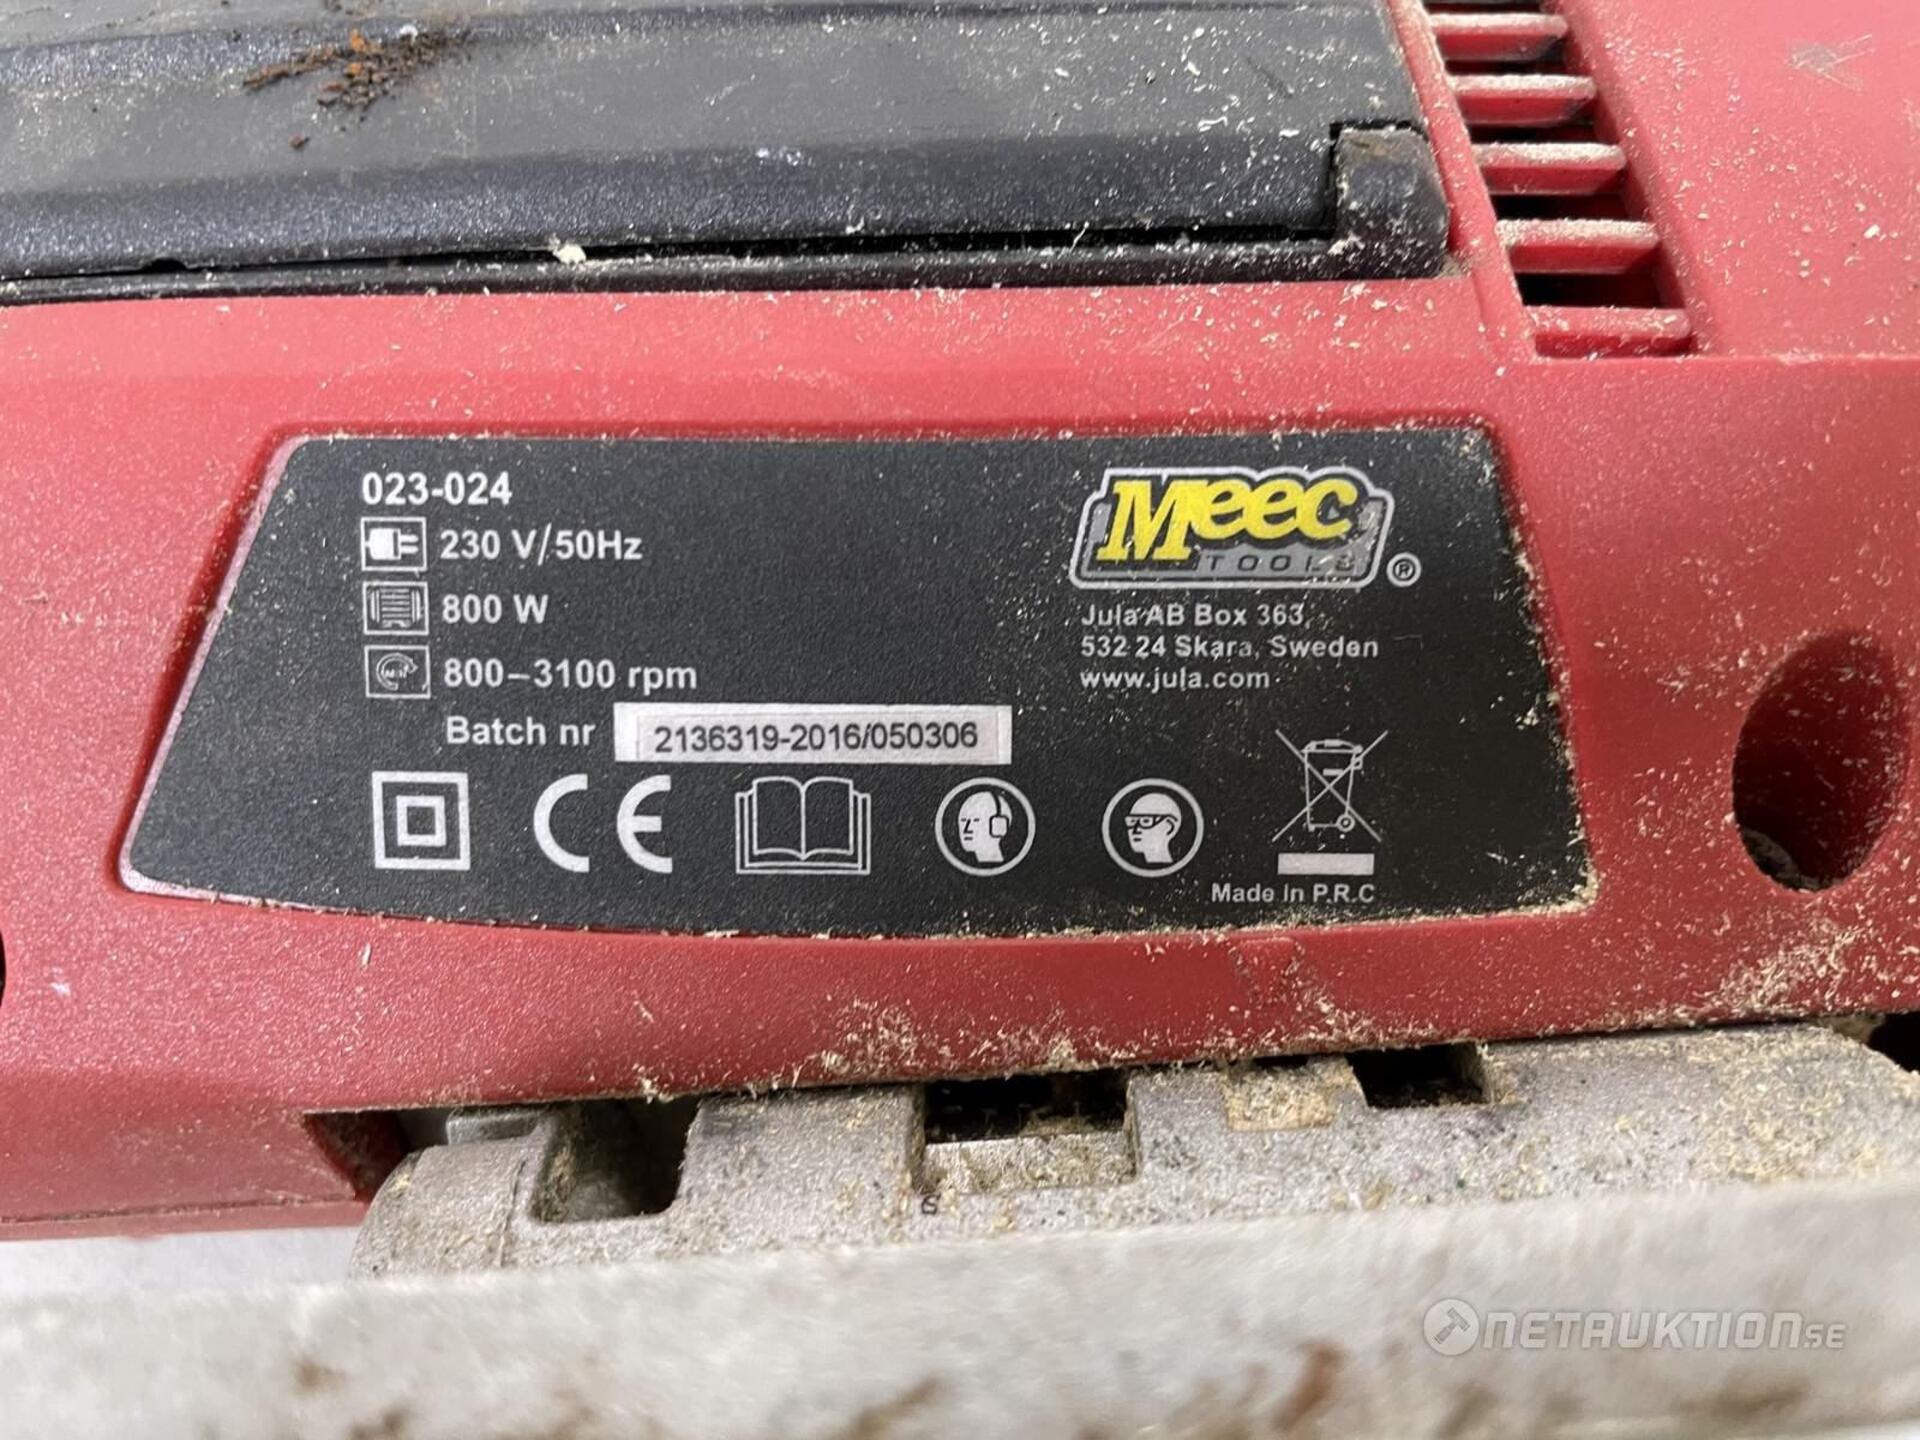 023-024
230 V/50Hz
800 W
800–3100 rpm
Batch nr 2136319-2016/050306
Meec
TOOLS ®
Jula AB Box 363,
532 24 Skara, Sweden
www.jula.com
CE
Made In P.R.C
S
NETAUKTION.SE